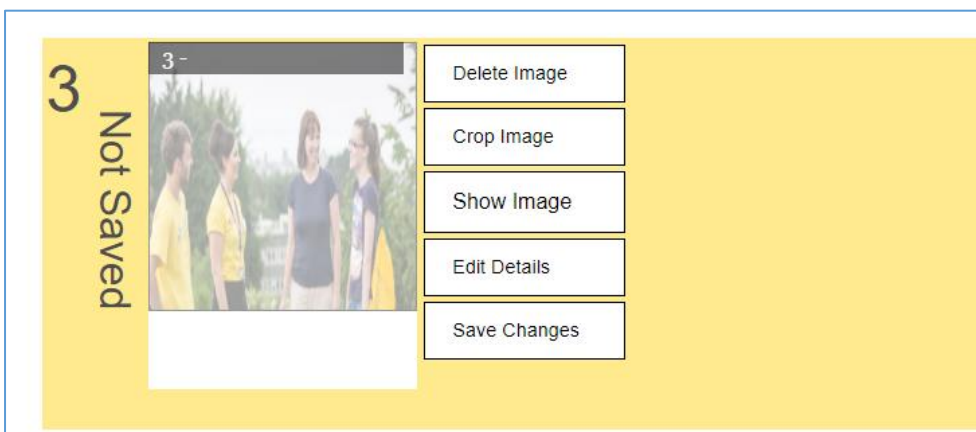 3
Not Saved
3 -
Delete Image
Crop Image
Show Image
Edit Details
Save Changes